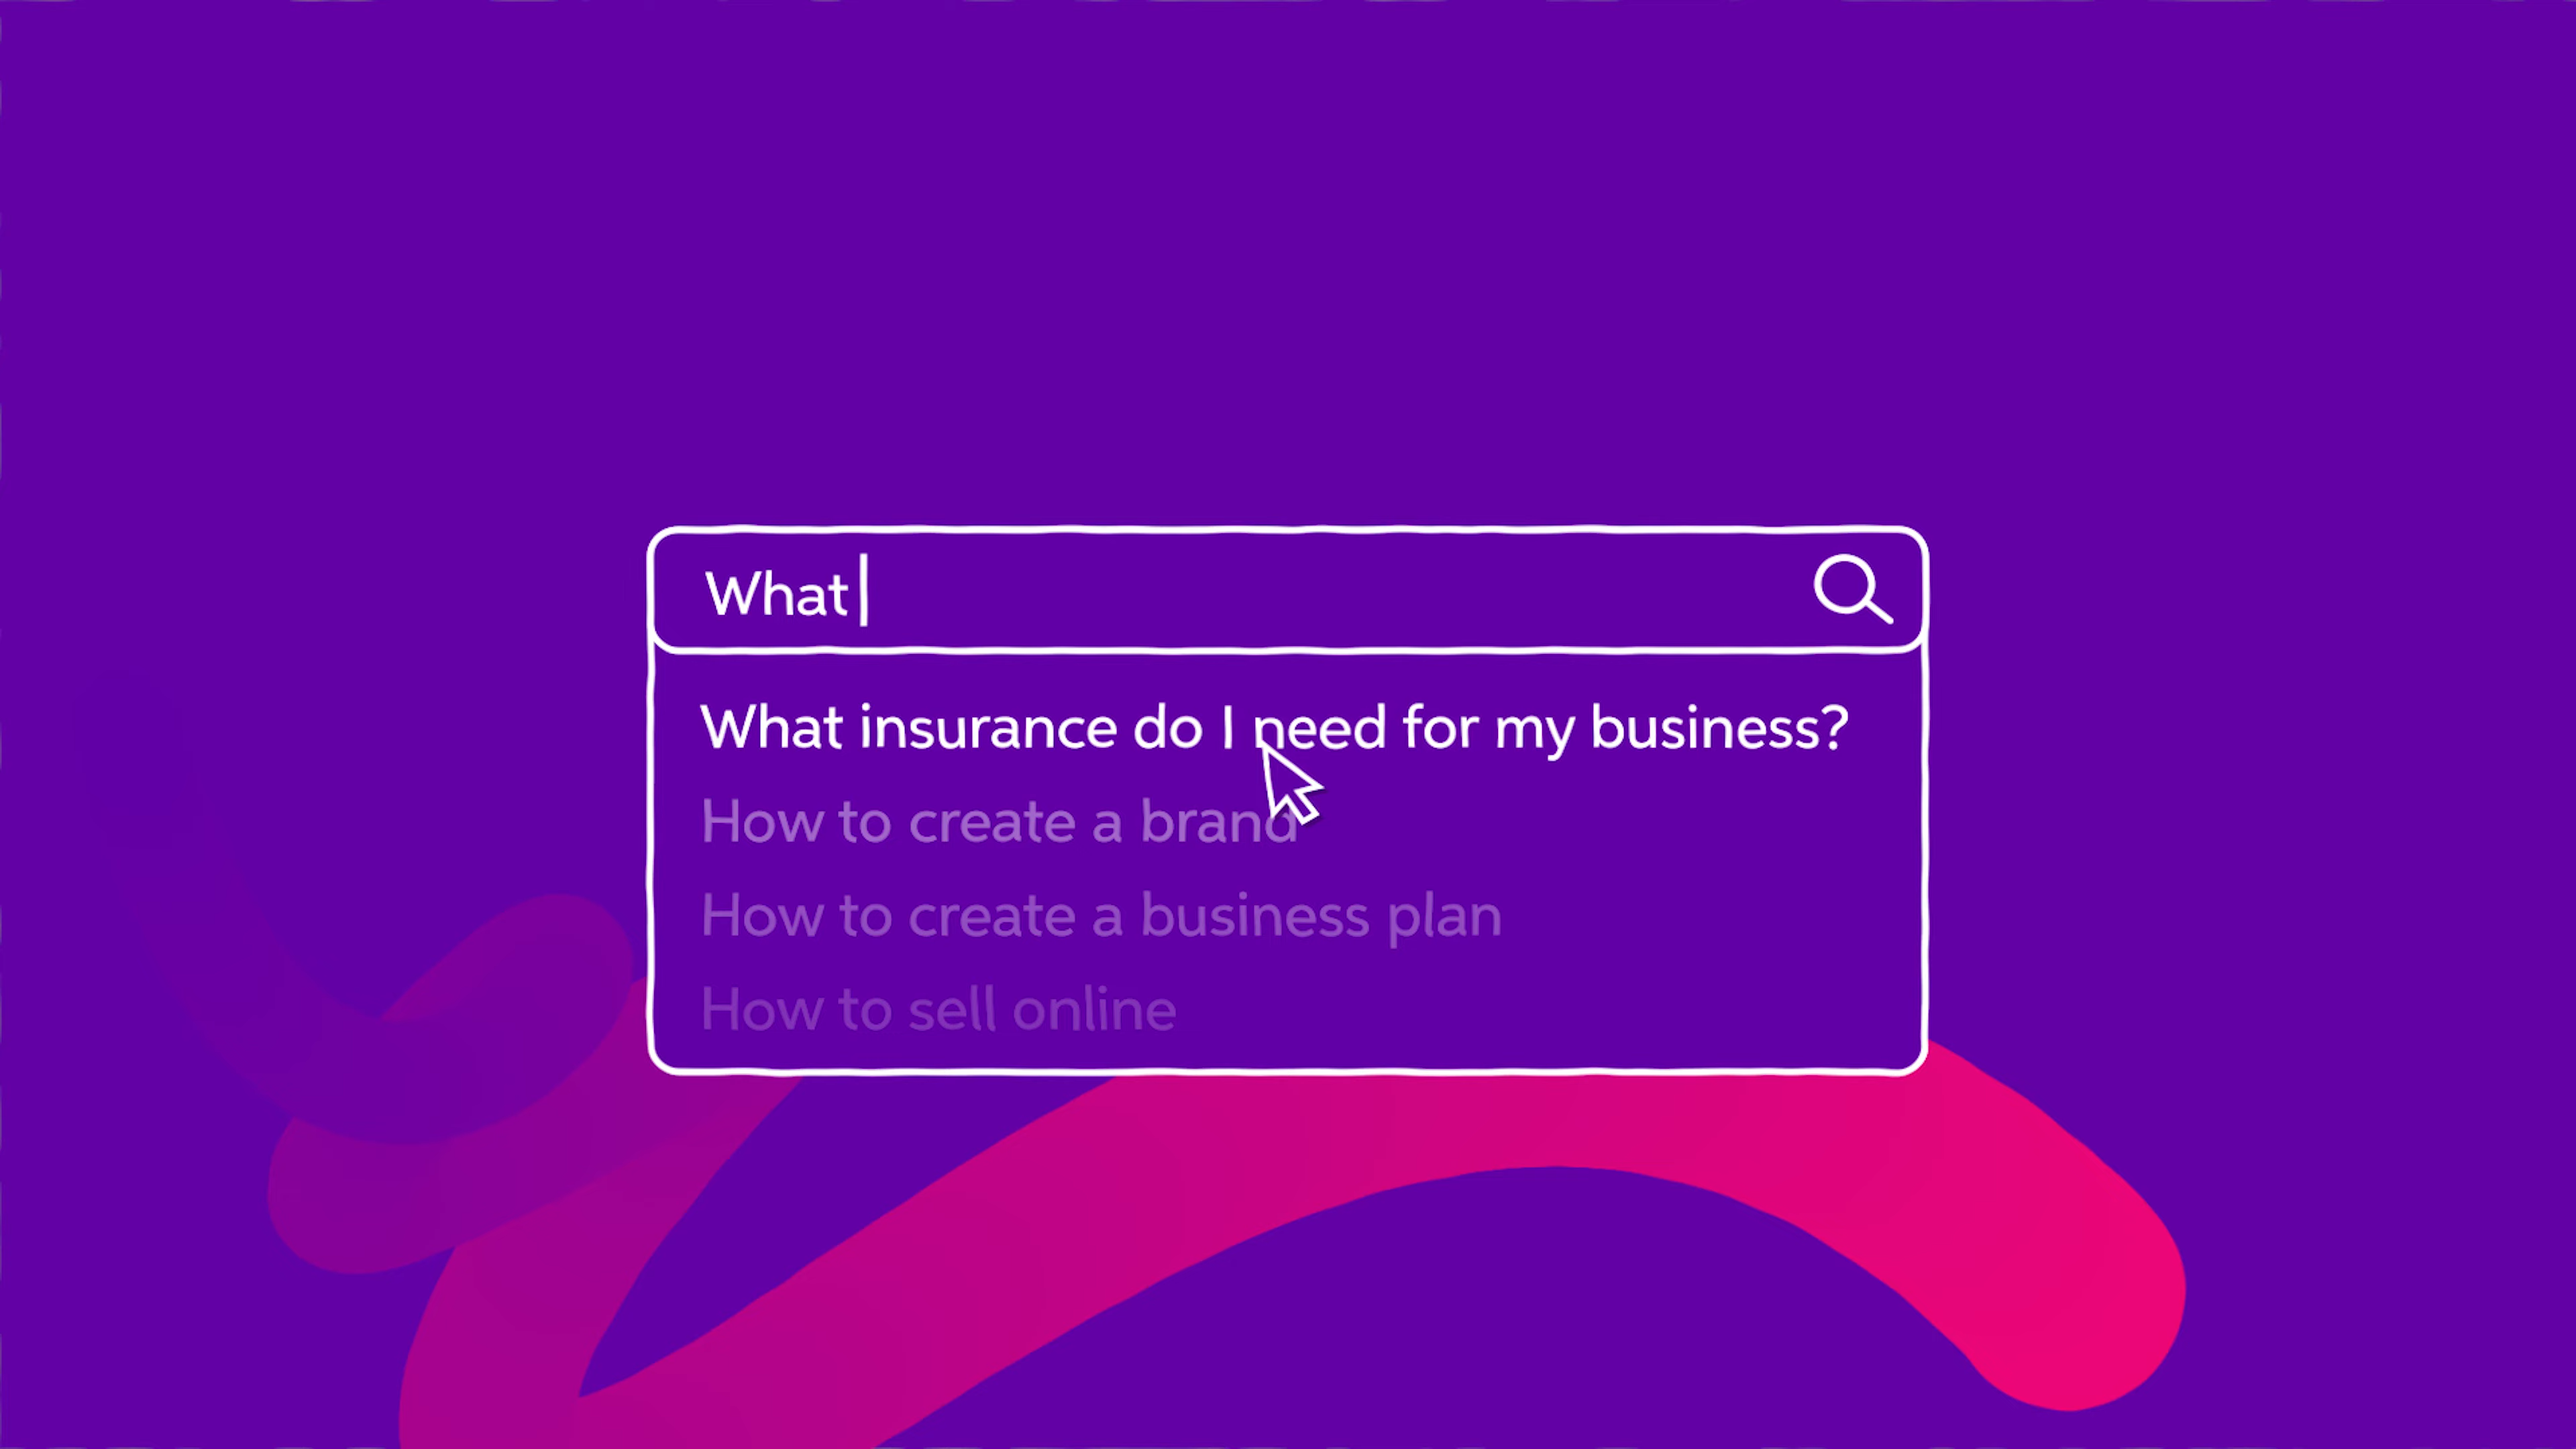 What
What insurance do I need for my business?
How to create a brand
How to create a business plan
How to sell online